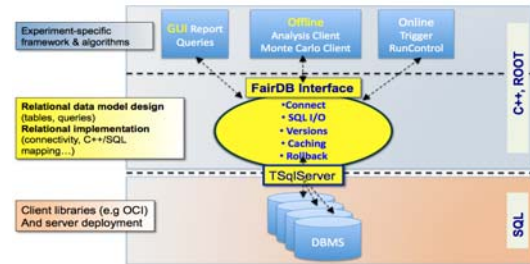 Experiment-specific
framework & algorithms
GUI Report
Queries
Offline
Analysis Client
Monte Carlo Client
Online
Trigger
RunControl
FairDB Interface
•Connect
• SQL I/O
• Versions
• Caching
• Rollback
TSqlServer
Relational data model design
(tables, queries)
Relational implementation
(connectivity, C++/SQL
mapping…)
Client libraries (e.g OCI)
And server deployment
DBMS
C++, ROOT
SQL